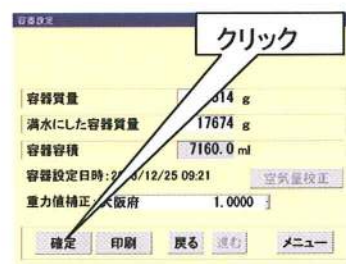 容器設定
クリック
容器質量 514 g
満水にした容器質量 17674 g
容器容積 7160.0 ml
容器設定日時:2 /12/25 09:21 空気量校正
重力値補正: 大阪府 1.0000
確定 印刷 戻る 進む メニュー